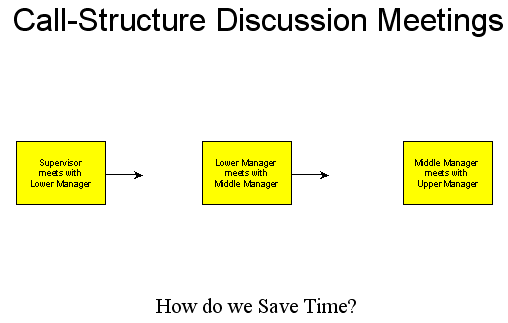 Call-Structure Discussion Meetings
Supervisor
meets with
Lower Manager
Lower Manager
meets with
Middle Manager
Middle Manager
meets with
Upper Manager
How do we Save Time?